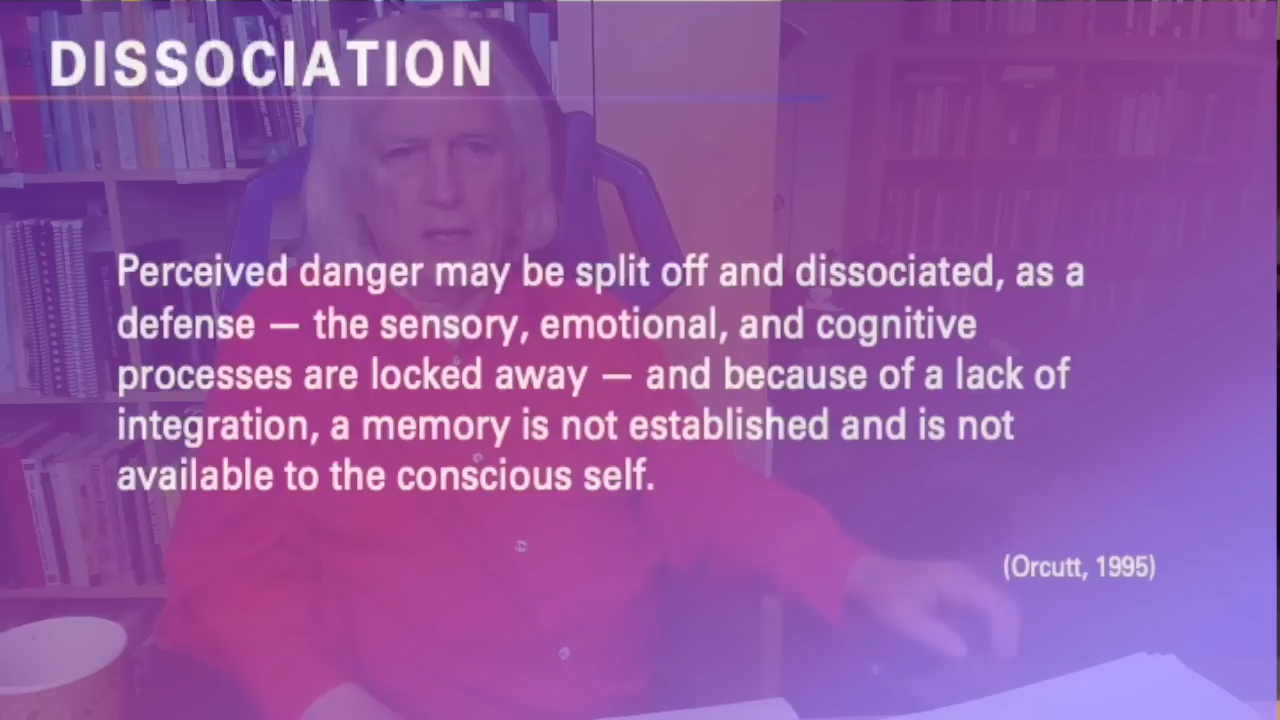 DISSOCIATION
Perceived danger may be split off and dissociated, as a
defense — the sensory, emotional, and cognitive
processes are locked away — and because of a lack of
integration, a memory is not established and is not
available to the conscious self.
(Orcutt, 1995)